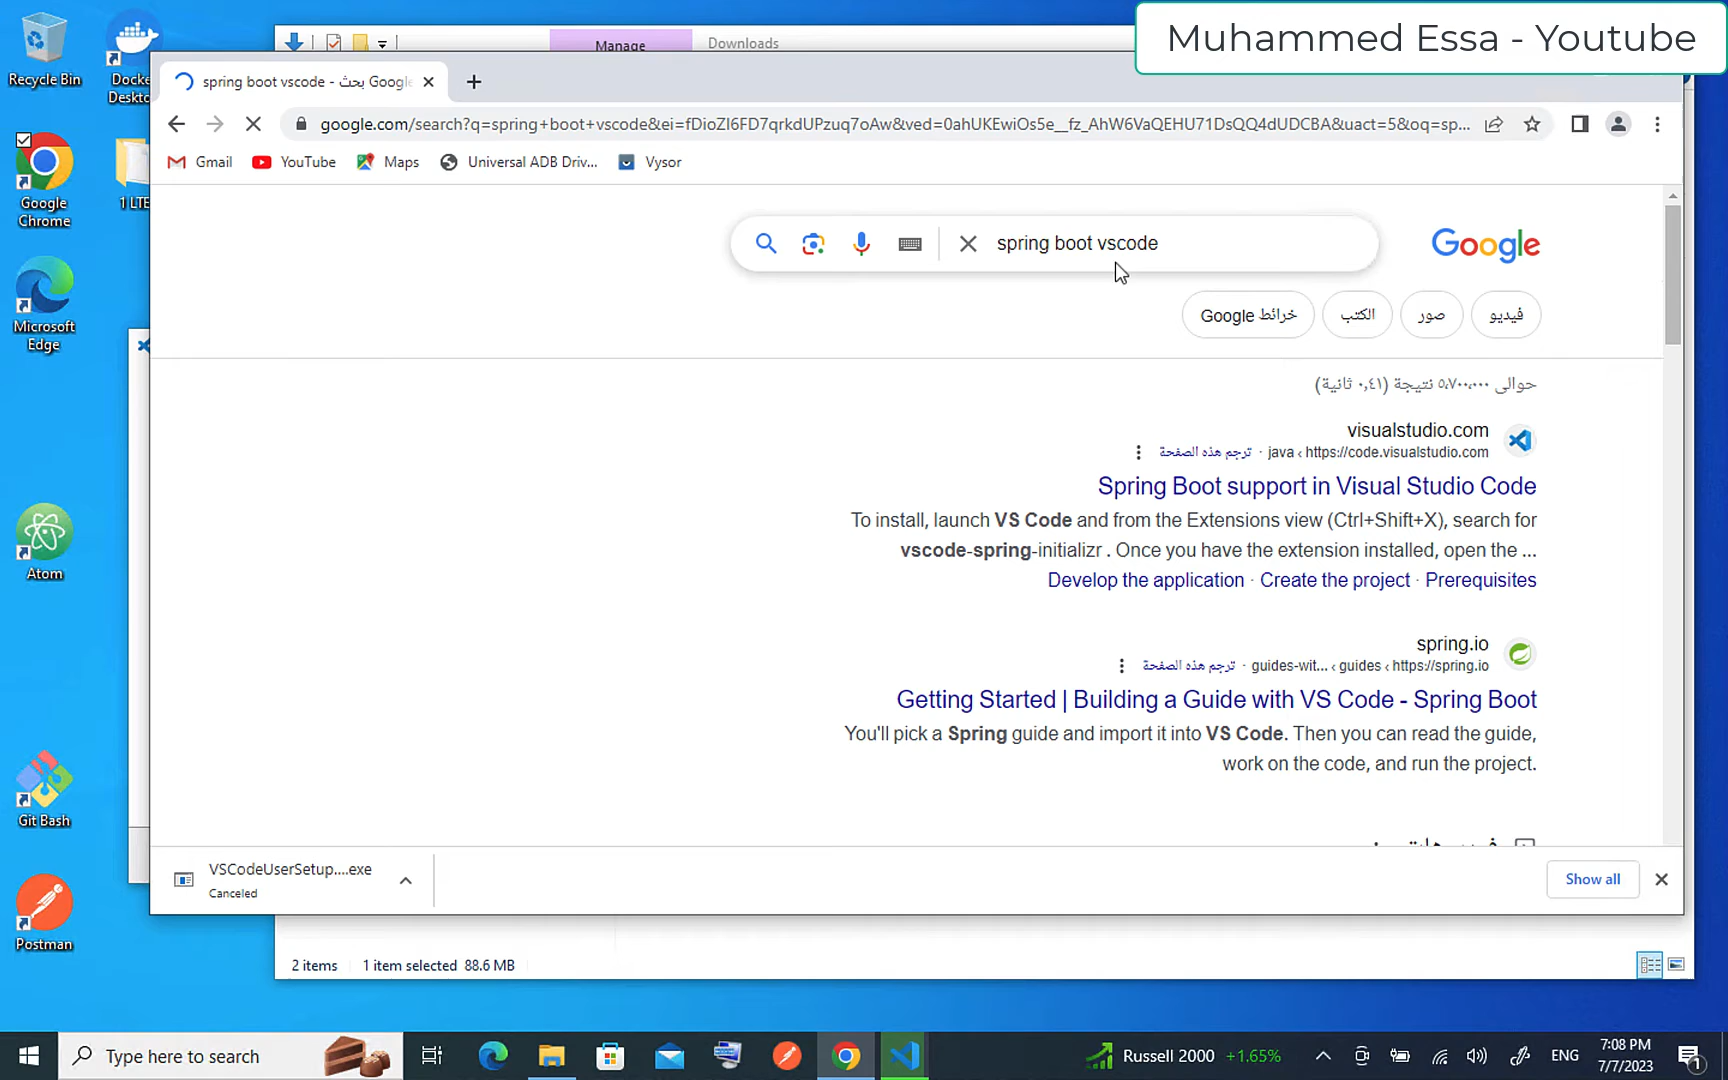 Muhammed Essa - Youtube
Recycle Bin
Docke
Deskto
Manage
Downloads
spring boot vscode - بحث Google
google.com/search?q=spring+boot+vscode&ei=fDioZI6FD7qrkdUPzuq7oAw&ved=0ahUKEwiOs5e__fz_AhW6VaQEHU71DsQQ4dUDCBA&uact=5&oq=sp...
Gmail
YouTube
Maps
Universal ADB Driv...
Vysor
Google
Chrome
1 LTE
spring boot vscode
Google
فيديو
صور
الكتب
خرائط Google
حوالى ٥،٧٠٠،٠٠٠ نتيجة (٠،٤١ ثانية)
Microsoft
Edge
visualstudio.com
https://code.visualstudio.com › java · ترجم هذه الصفحة
Spring Boot support in Visual Studio Code
To install, launch VS Code and from the Extensions view (Ctrl+Shift+X), search for
vscode-spring-initializr . Once you have the extension installed, open the ...
Develop the application · Create the project · Prerequisites
Atom
spring.io
https://spring.io › guides › guides-wit... · ترجم هذه الصفحة
Getting Started | Building a Guide with VS Code - Spring Boot
You'll pick a Spring guide and import it into VS Code. Then you can read the guide,
work on the code, and run the project.
Git Bash
VSCodeUserSetup....exe
Canceled
Show all
Postman
2 items
1 item selected 88.6 MB
Type here to search
Russell 2000 +1.65%
ENG
7:08 PM
7/7/2023
1